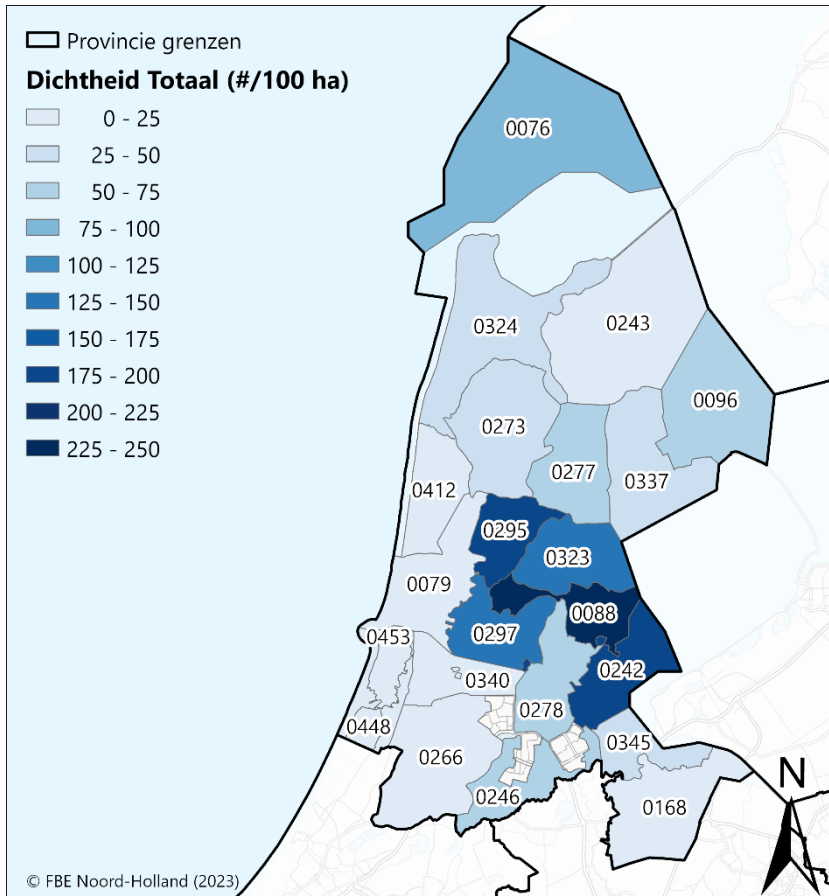 Provincie grenzen
Dichtheid Totaal (#/100 ha)
0 - 25
25 - 50
50 - 75
75 - 100
100 - 125
125 - 150
150 - 175
175 - 200
200 - 225
225 - 250
0076
0324
0243
0096
0273
0277
0337
0412
0295
0323
0079
0088
0453
0297
0242
0340
0278
0448
0345
0266
0246
0168
N
© FBE Noord-Holland (2023)